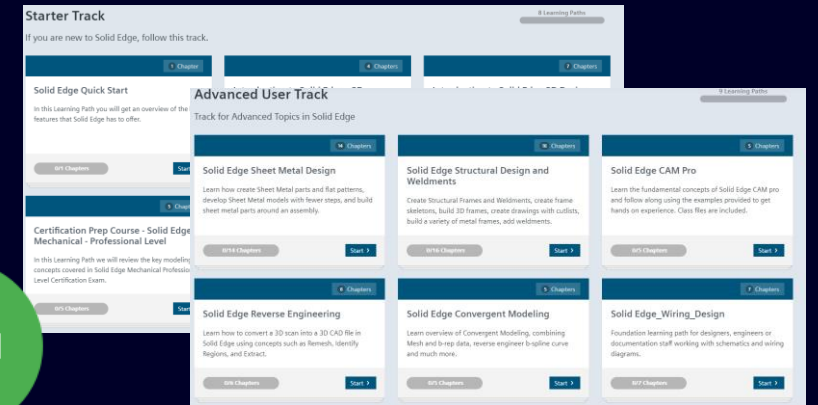 Starter Track
8 Learning Paths
If you are new to Solid Edge, follow this track.
1 Chapter
4 Chapters
7 Chapters
Solid Edge Quick Start
In this Learning Path you will get an overview of the
features that Solid Edge has to offer.
0/1 Chapters
Start
5 Chapters
Certification Prep Course - Solid Edge
Mechanical - Professional Level
In this Learning Path we will review the key modeling
concepts covered in Solid Edge Mechanical Professional
Level Certification Exam.
0/5 Chapters
Start
Advanced User Track
9 Learning Paths
Track for Advanced Topics in Solid Edge
14 Chapters
16 Chapters
5 Chapters
Solid Edge Sheet Metal Design
Learn how create Sheet Metal parts and flat patterns,
develop Sheet Metal models with fewer steps, and build
sheet metal parts around an assembly.
0/14 Chapters
Start
Solid Edge Structural Design and
Weldments
Create Structural Frames and Weldments, create frame
skeletons, build 3D frames, create drawings with cutlists,
build a variety of metal frames, add weldments.
0/16 Chapters
Start
Solid Edge CAM Pro
Learn the fundamental concepts of Solid Edge CAM pro
and follow along using the examples provided to get
hands on experience. Class files are included.
0/5 Chapters
Start
6 Chapters
5 Chapters
7 Chapters
Solid Edge Reverse Engineering
Learn how to convert a 3D scan into a 3D CAD file in
Solid Edge using concepts such as Remesh, Identify
Regions, and Extract.
0/6 Chapters
Start
Solid Edge Convergent Modeling
Learn overview of Convergent Modeling, combining
Mesh and b-rep data, reverse engineer b-spline curve
and much more.
0/5 Chapters
Start
Solid Edge_Wiring_Design
Foundation learning path for designers, engineers or
documentation staff working with schematics and wiring
diagrams.
0/7 Chapters
Start